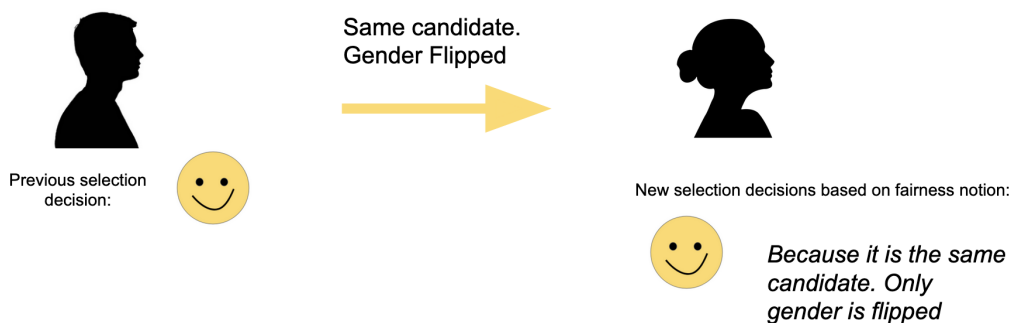 Same candidate.
Gender Flipped
Previous selection
decision:
New selection decisions based on fairness notion:
Because it is the same
candidate. Only
gender is flipped